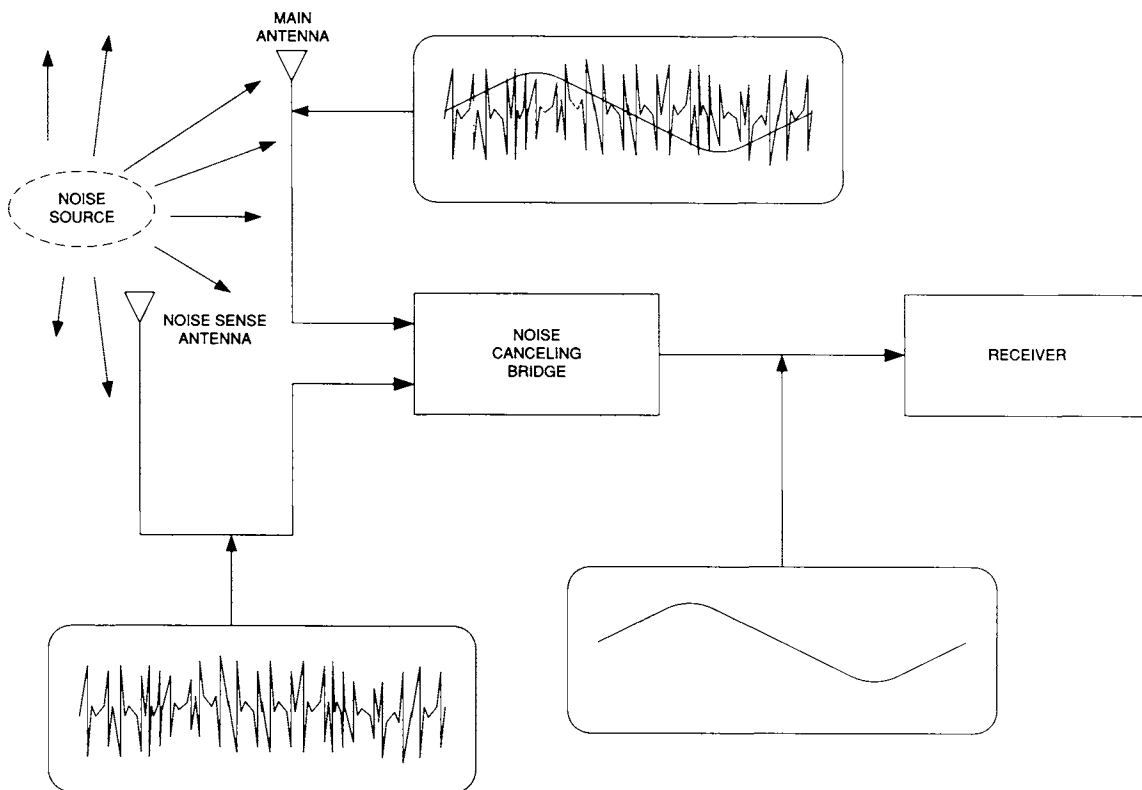 MAIN
ANTENNA
NOISE
SOURCE
NOISE SENSE
ANTENNA
NOISE
CANCELING
BRIDGE
RECEIVER